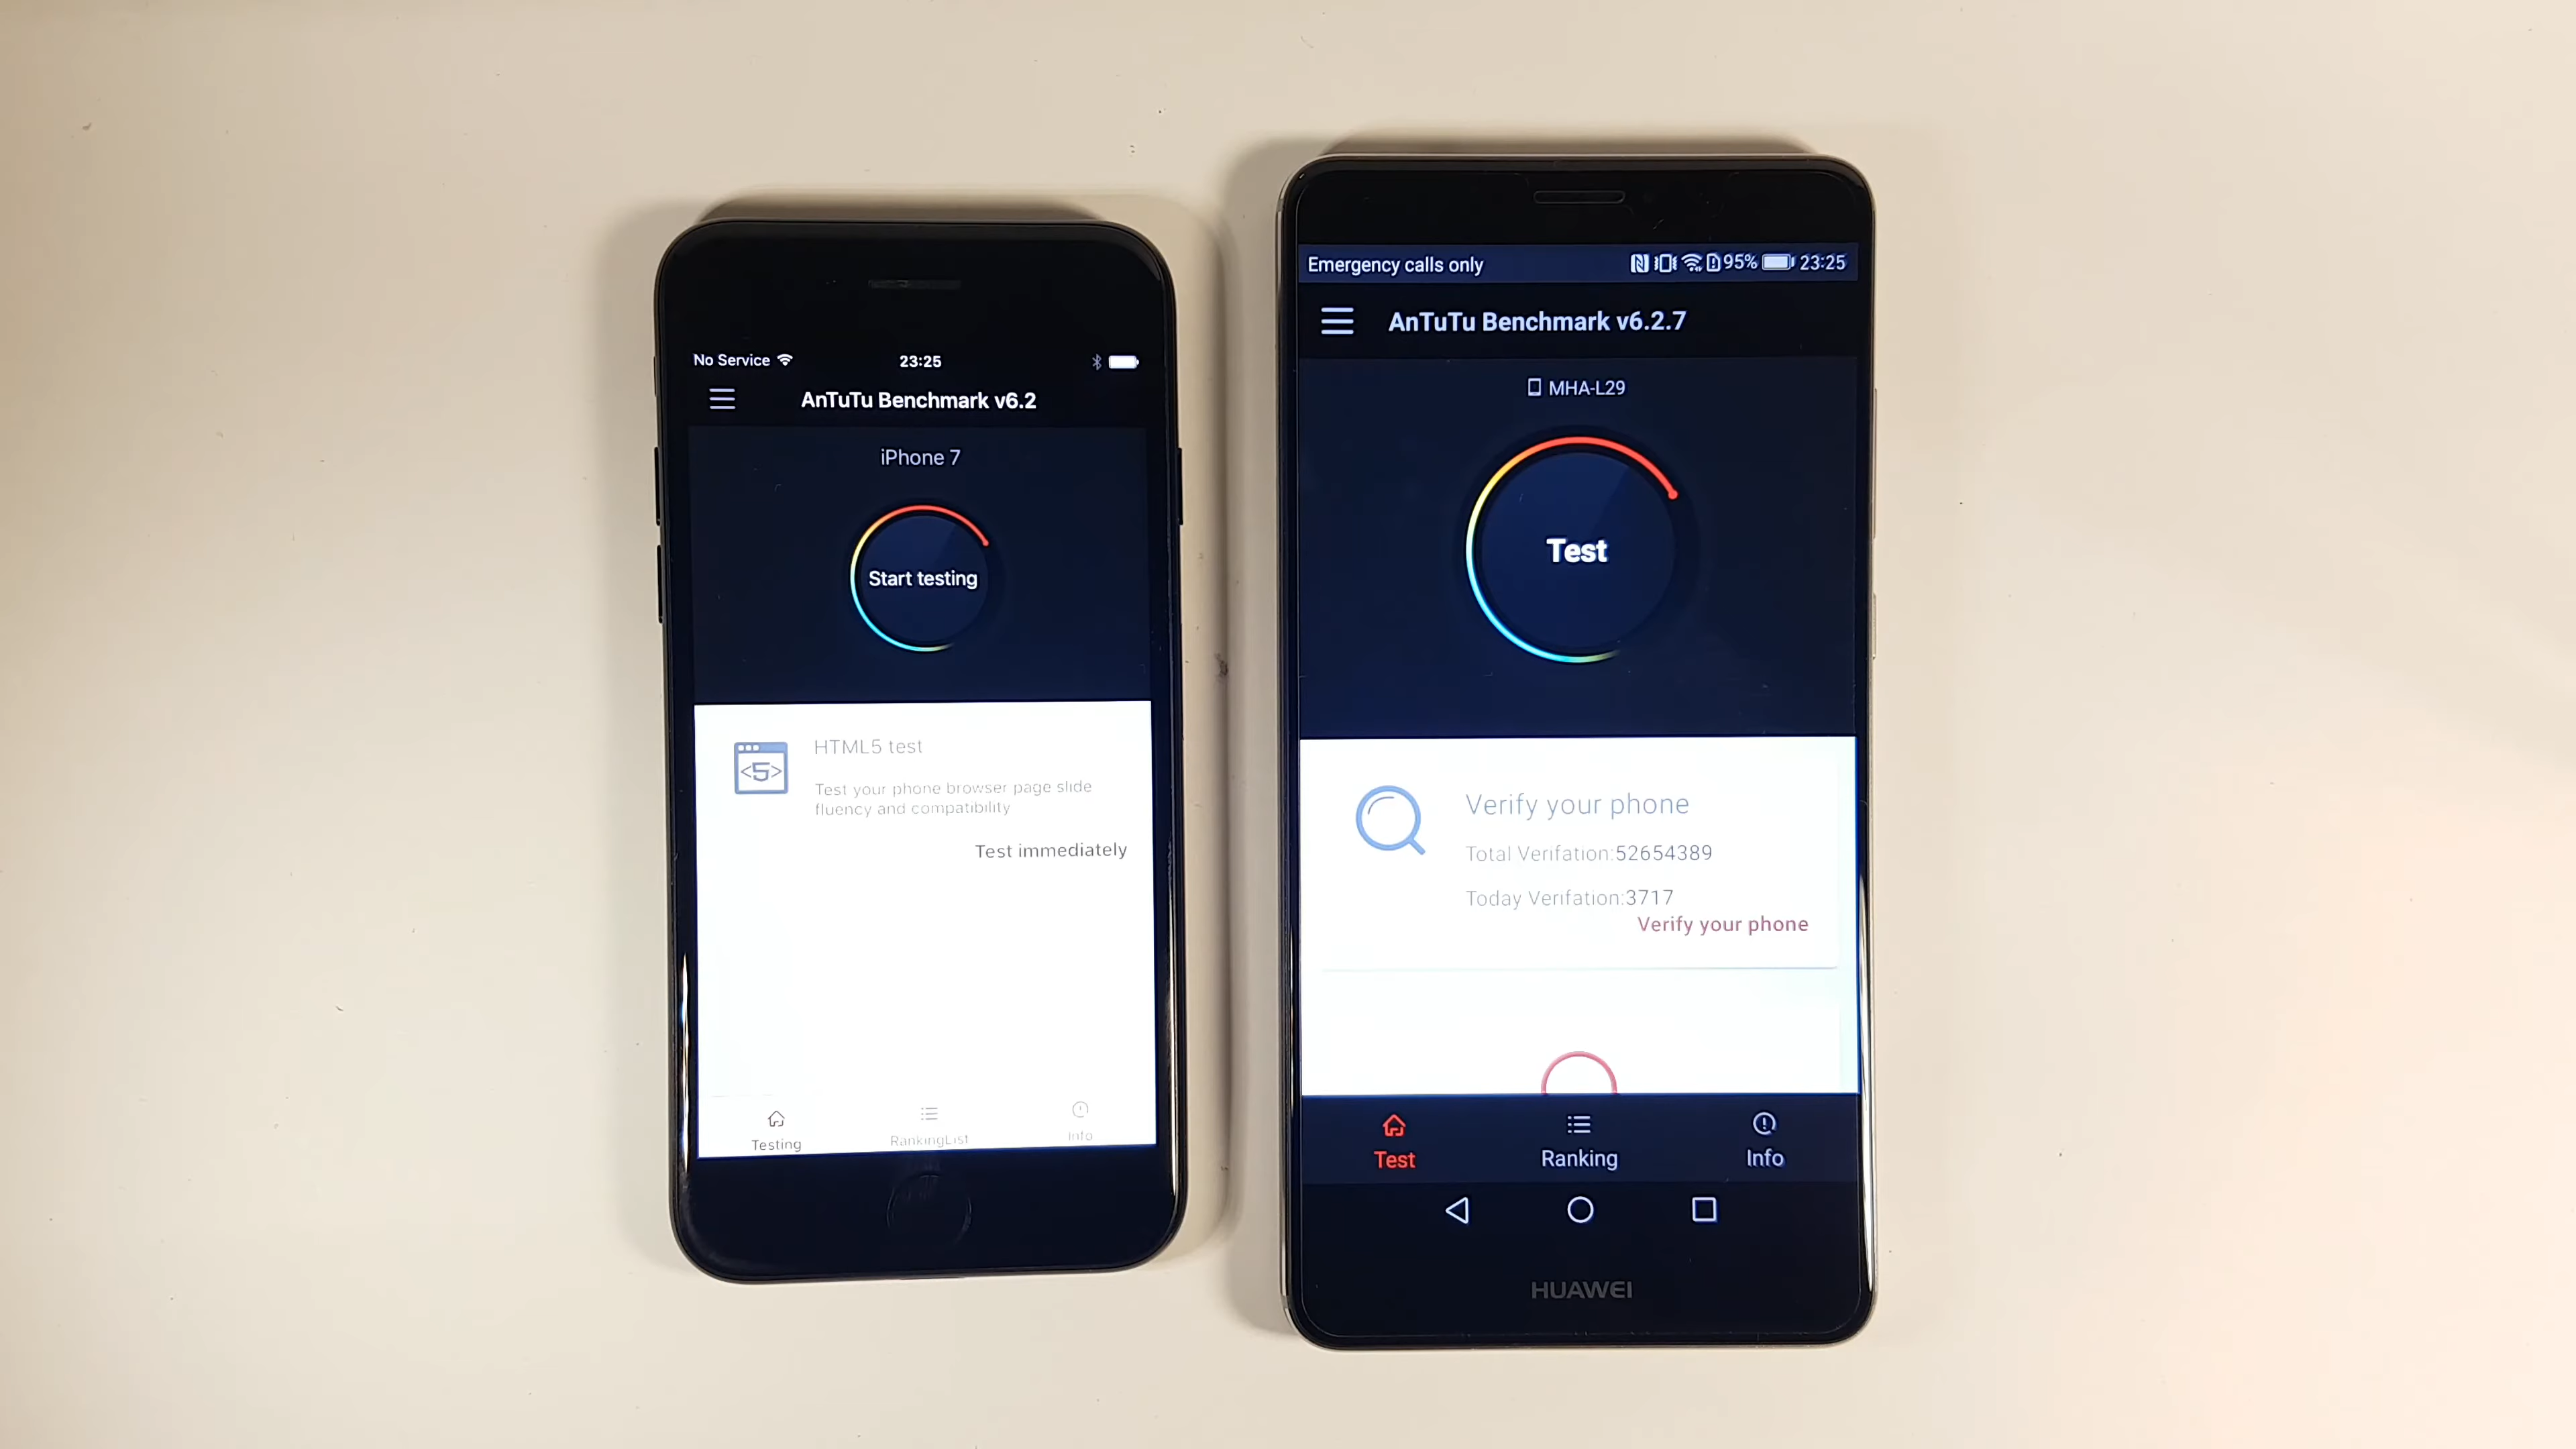 No Service
23:25
AnTuTu Benchmark v6.2
iPhone 7
Start testing
HTML5 test
Test your phone browser page slide
fluency and compatibility
Test immediately
Testing
RankingList
Info
Emergency calls only
95%
23:25
AnTuTu Benchmark v6.2.7
MHA-L29
Test
Verify your phone
Total Verifation:52654389
Today Verifation:3717
Verify your phone
Test
Ranking
Info
HUAWEI